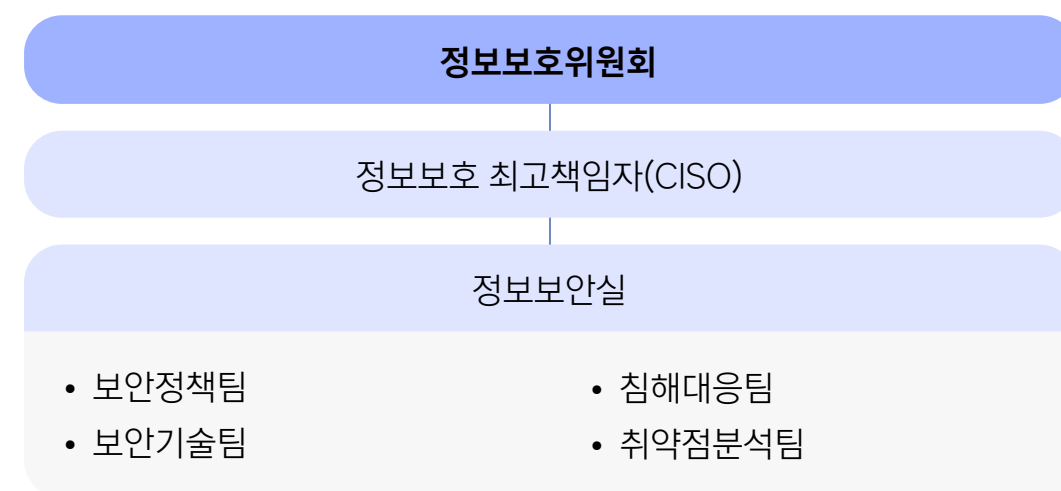 정보보호위원회
정보보호 최고책임자(CISO)
정보보안실
• 보안정책팀
• 보안기술팀
• 침해대응팀
• 취약점분석팀